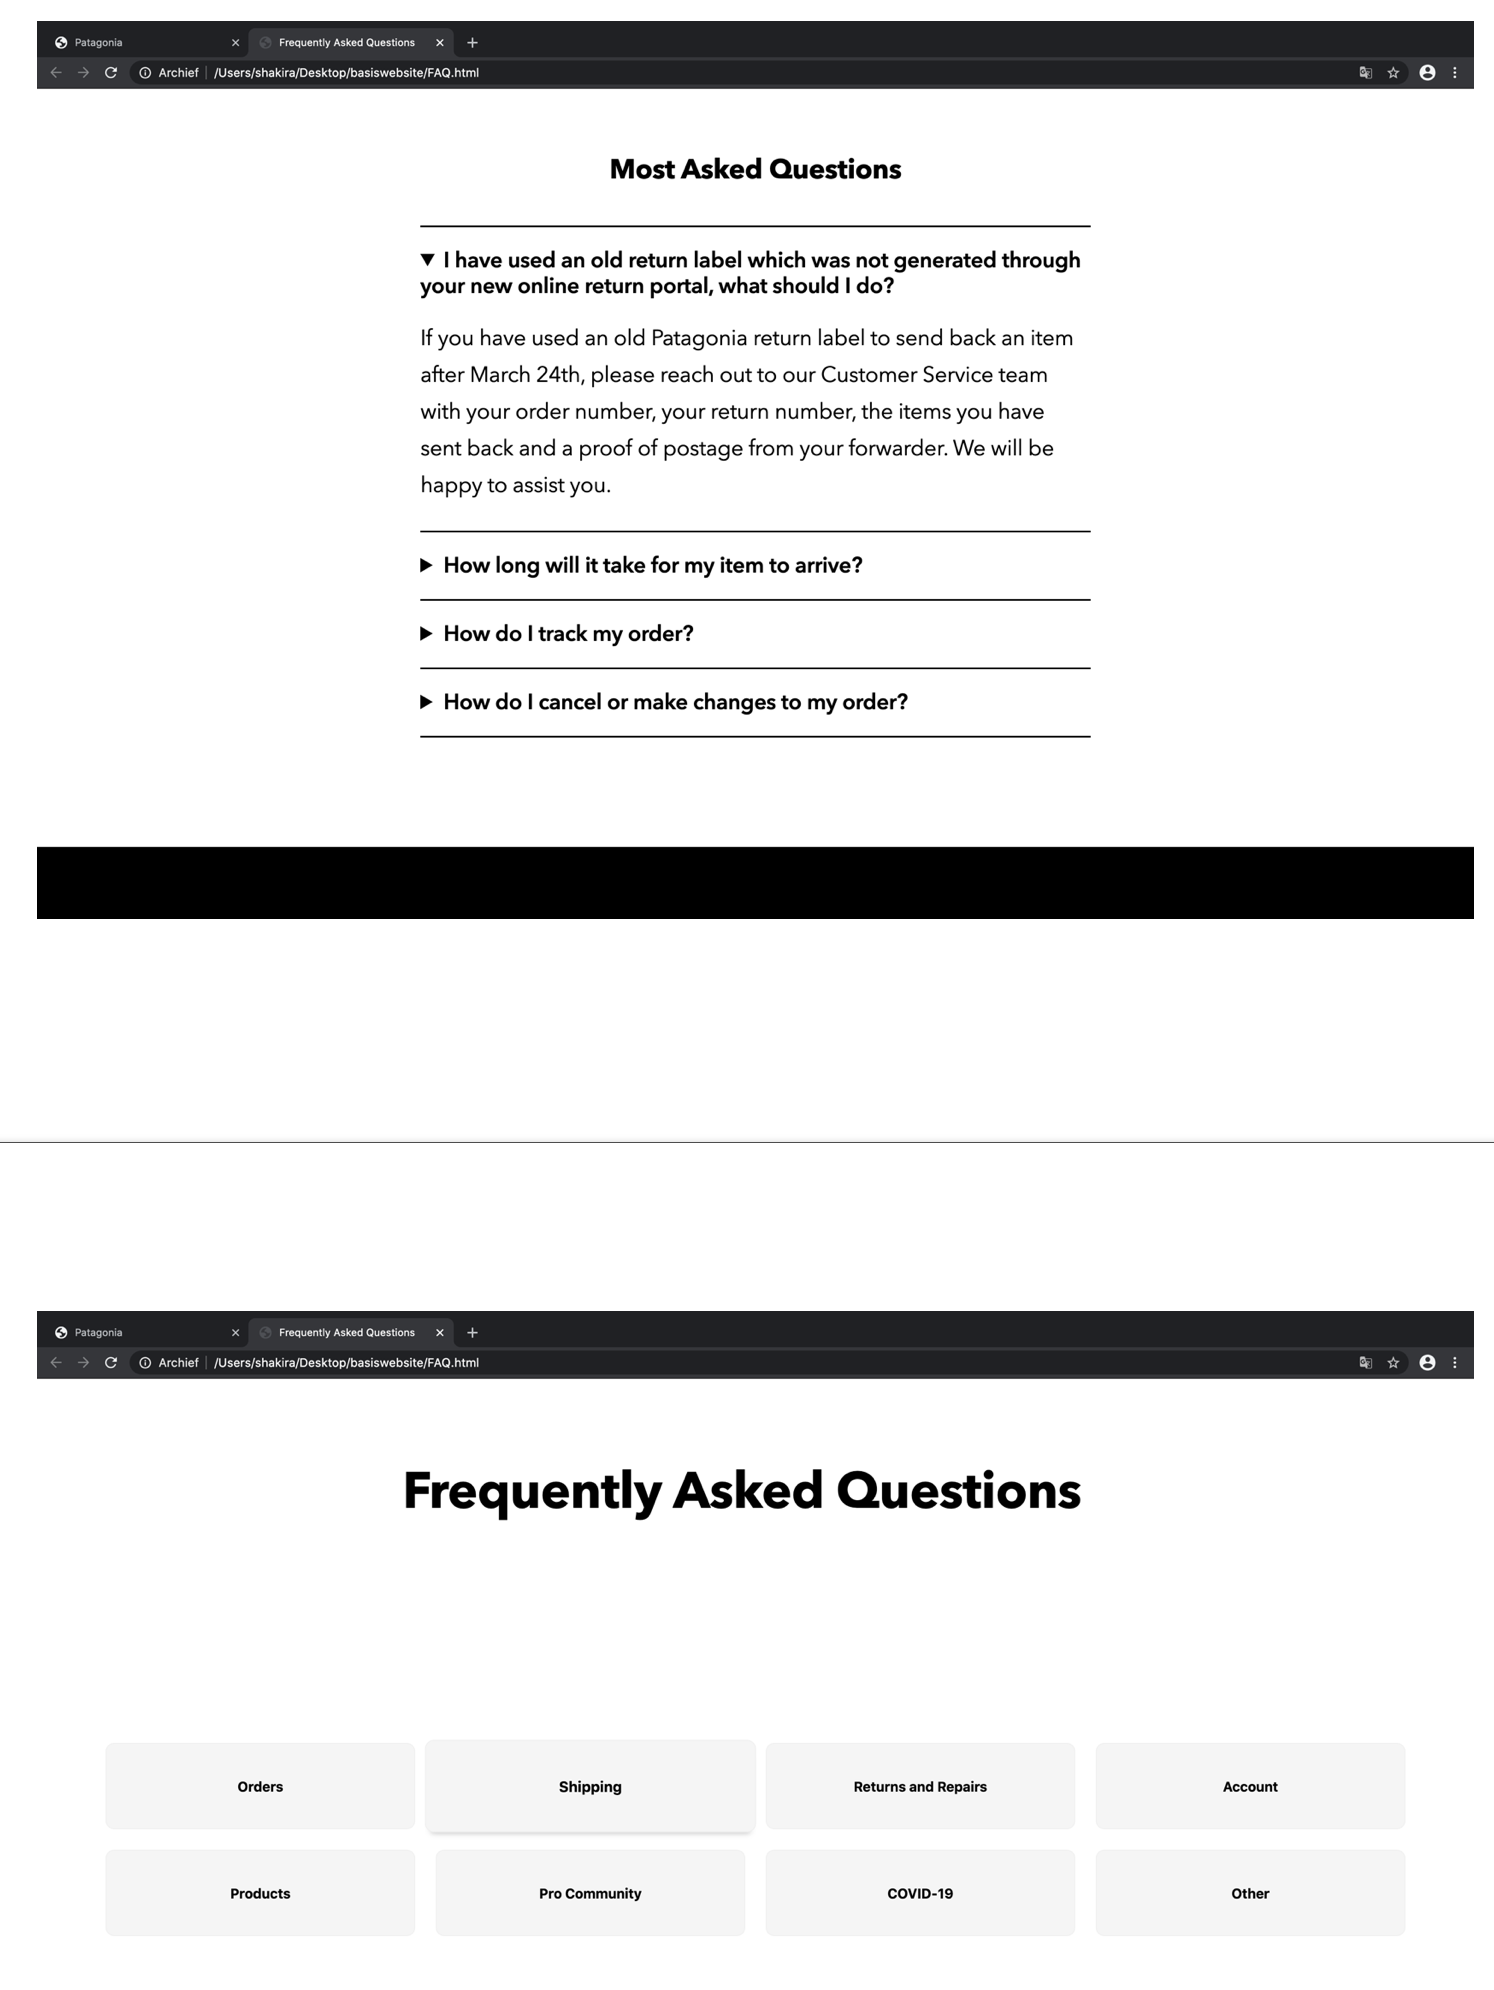 Patagonia
Frequently Asked Questions
Archief
/Users/shakira/Desktop/basiswebsite/FAQ.html
Most Asked Questions
I have used an old return label which was not generated through
your new online return portal, what should I do?
If you have used an old Patagonia return label to send back an item
after March 24th, please reach out to our Customer Service team
with your order number, your return number, the items you have
sent back and a proof of postage from your forwarder. We will be
happy to assist you.
How long will it take for my item to arrive?
How do I track my order?
How do I cancel or make changes to my order?
Patagonia
Frequently Asked Questions
Archief
/Users/shakira/Desktop/basiswebsite/FAQ.html
Frequently Asked Questions
Orders
Shipping
Returns and Repairs
Account
Products
Pro Community
COVID-19
Other